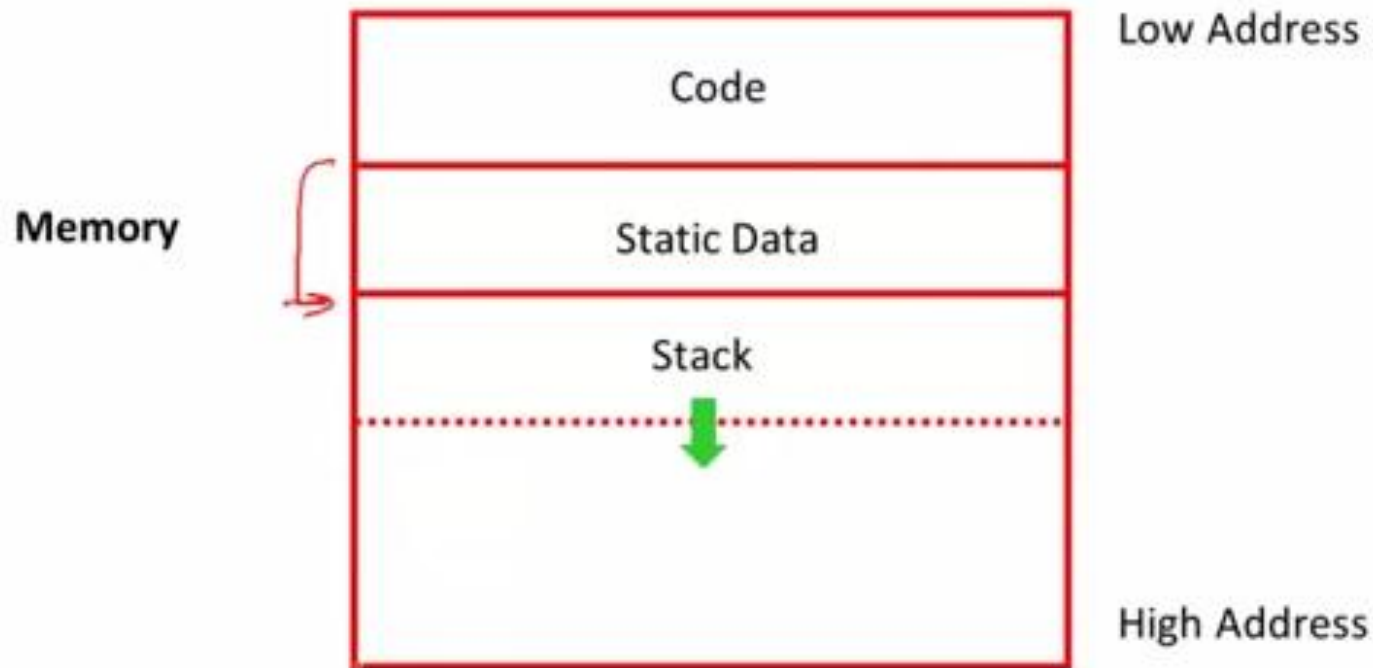 Low Address
Code
Memory
Static Data
Stack
High Address